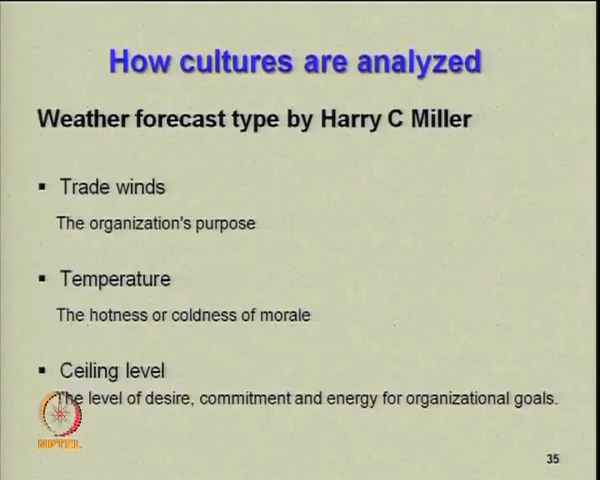 How cultures are analyzed
Weather forecast type by Harry C Miller
▪ Trade winds
The organization's purpose
▪ Temperature
The hotness or coldness of morale
▪ Ceiling level
The level of desire, commitment and energy for organizational goals.
NPTEL
35